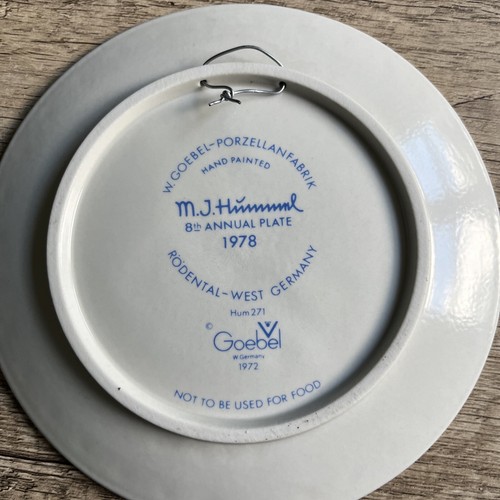 W. GOEBEL-PORZELLANFABRIK
HAND PAINTED
M.J.Hümmel
8th ANNUAL PLATE
1978
RÖDENTAL-WEST GERMANY
Hum 271
© Goebel
W. Germany
1972
NOT TO BE USED FOR FOOD